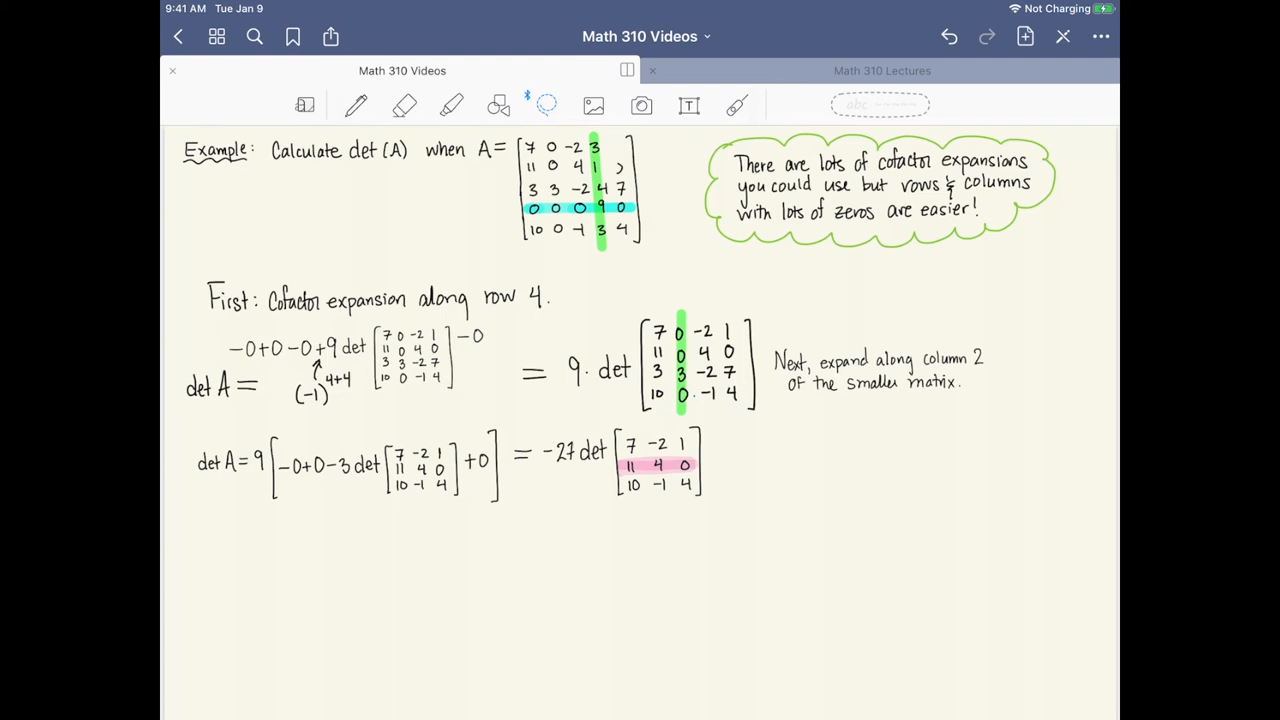 9:41 AM Tue Jan 9
Not Charging
Math 310 Videos
Math 310 Videos
Math 310 Lectures
Example: Calculate det (A) when A =
7 0 -2 3
11 0 4 1
3 3 -2 4 7
0 0 0 9 0
10 0 -1 3 4
There are lots of cofactor expansions
you could use but rows & columns
with lots of zeros are easier!
First: Cofactor expansion along row 4.
det A = -0+0-0+9 det
7 0 -2 1
11 0 4 0
3 3 -2 7
10 0 -1 4
-0
(-1)^{4+4}
= 9· det
7 0 -2 1
11 0 4 0
3 3 -2 7
10 0 -1 4
Next, expand along column 2
of the smaller matrix.
det A = 9 [ -0+0-3 det
7 -2 1
11 4 0
10 -1 4
+0 ]
= -27 det
7 -2 1
11 4 0
10 -1 4